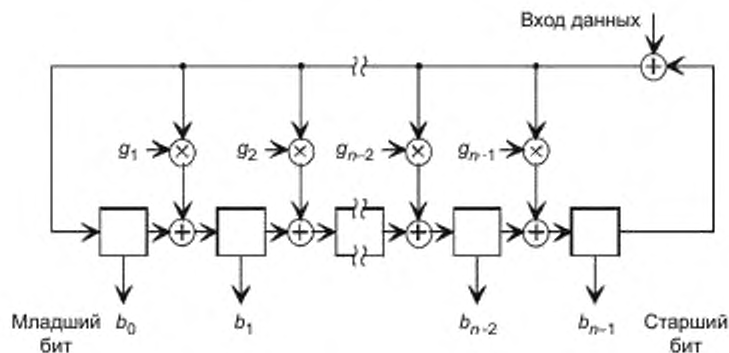 Вход данных
g₁ g₂ gₙ₋₂ gₙ₋₁
Младший бит
b₀ b₁ bₙ₋₂ bₙ₋₁
Старший бит